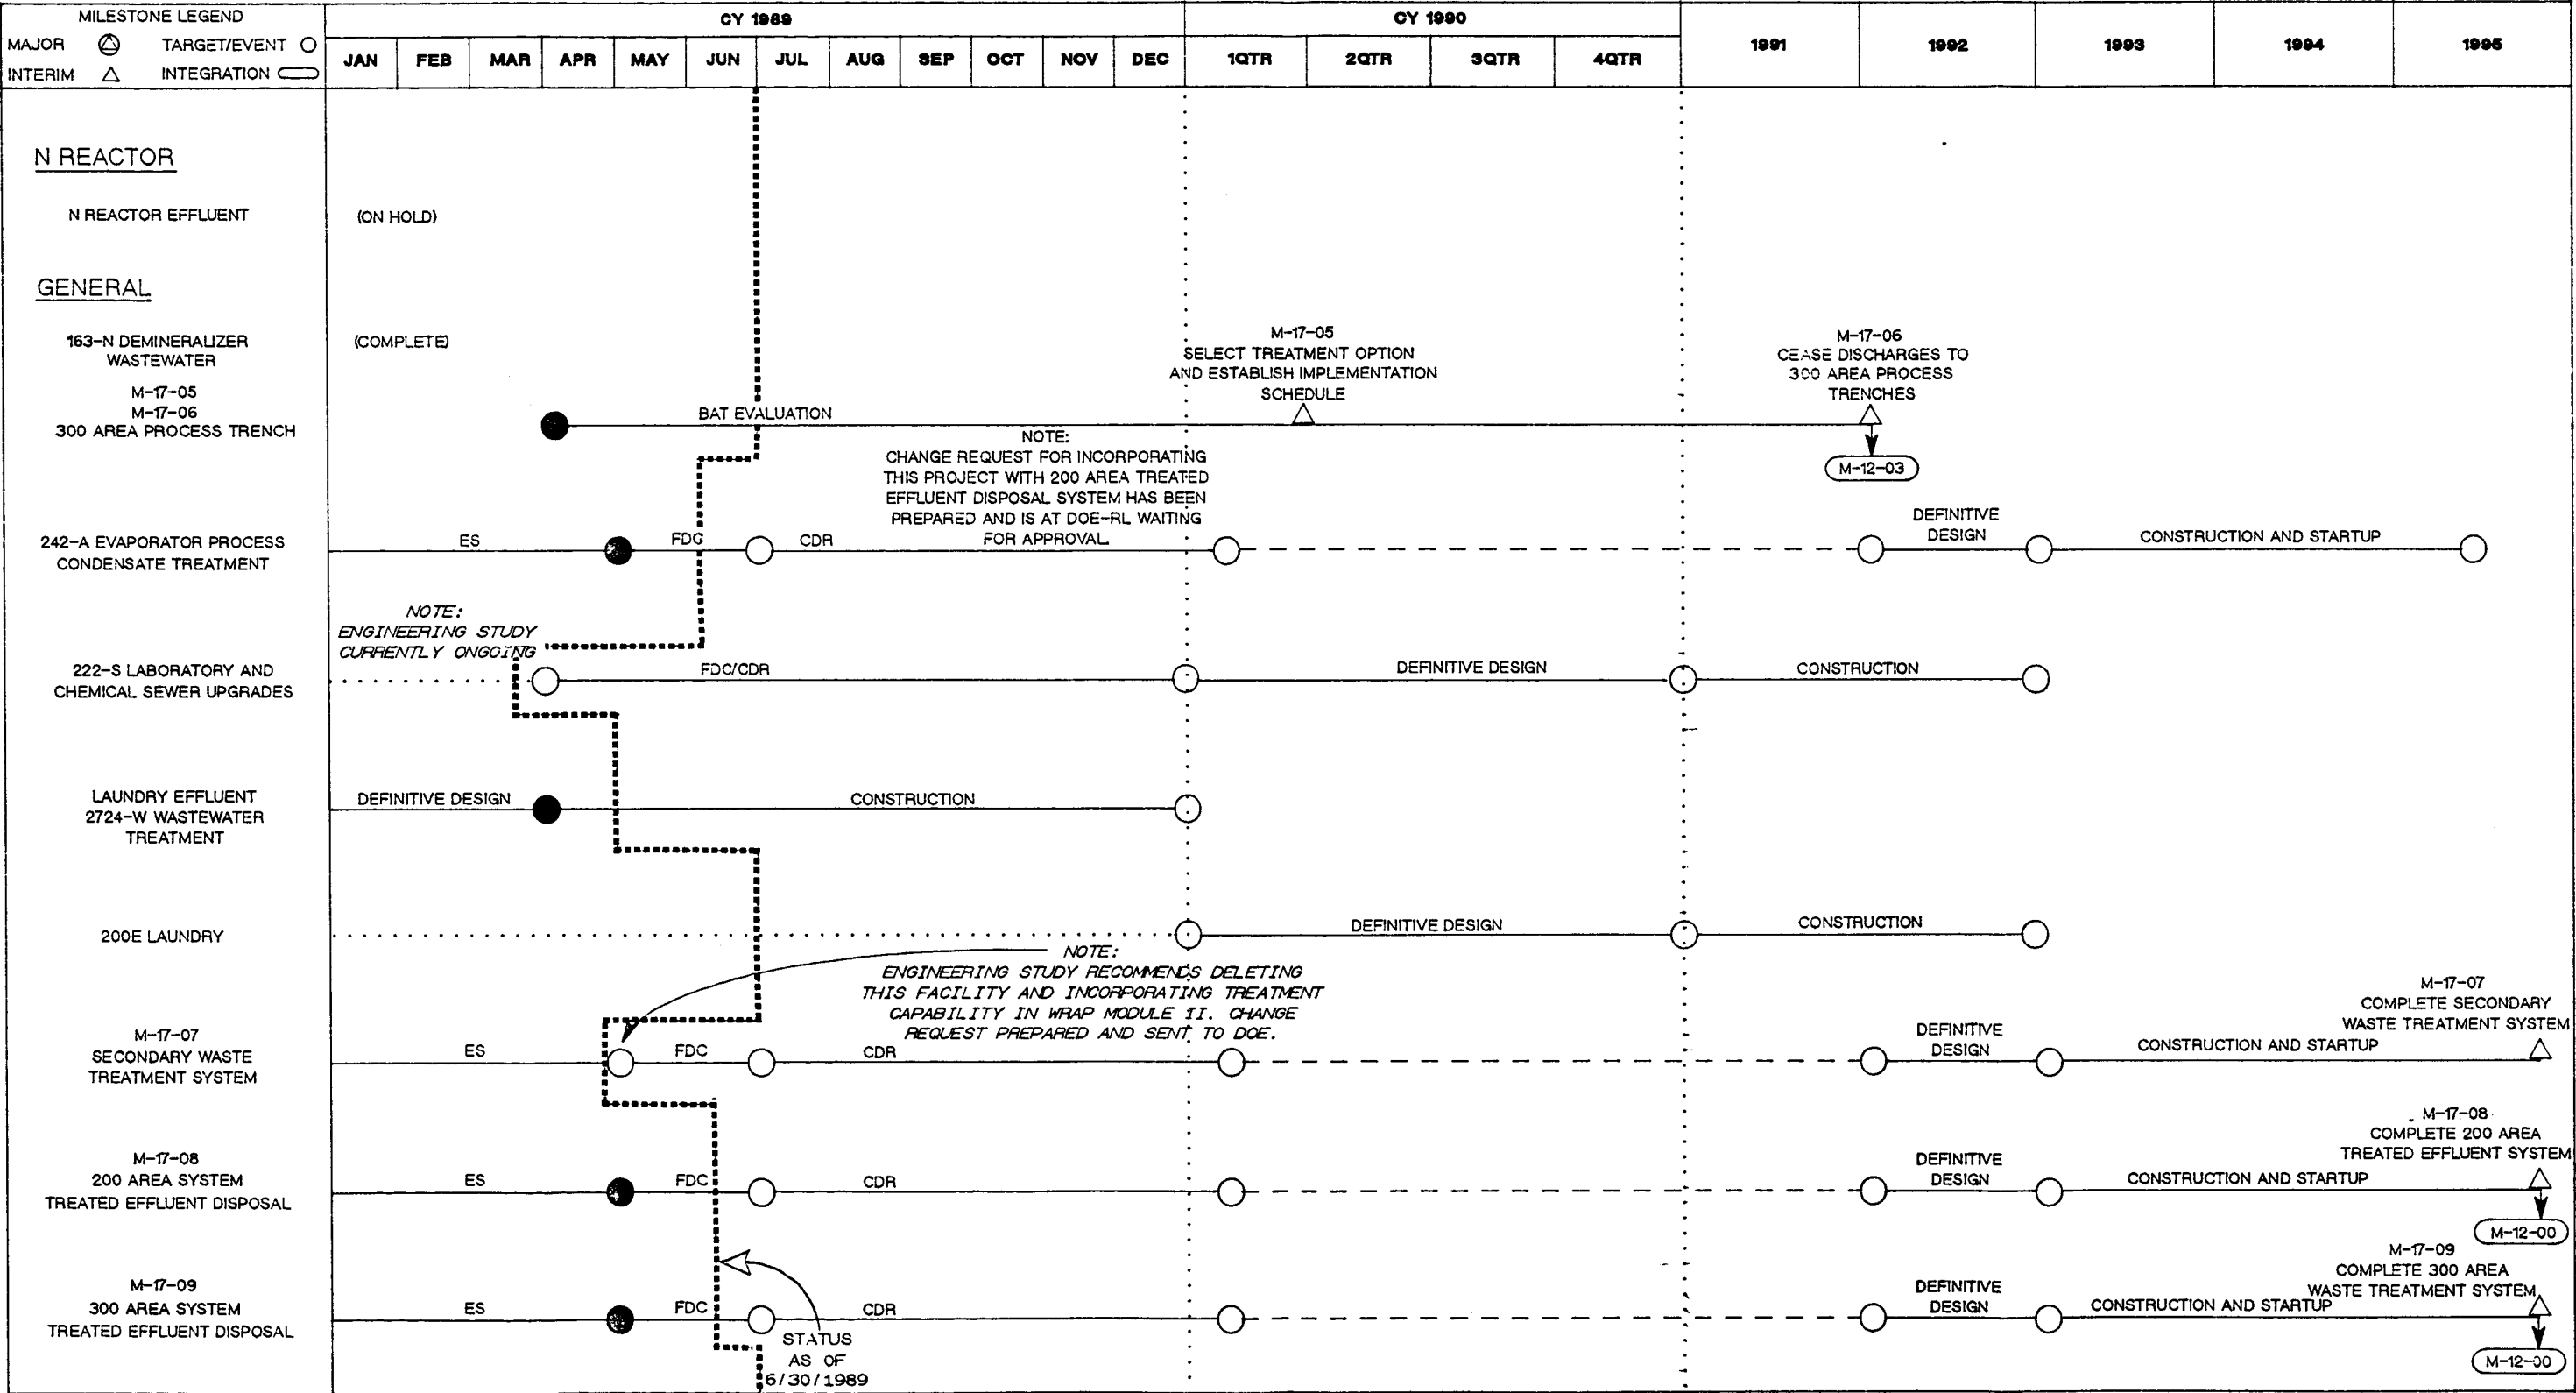 MILESTONE LEGEND
MAJOR TARGET/EVENT
INTERIM INTEGRATION
CY 1989
CY 1990
JAN FEB MAR APR MAY JUN JUL AUG SEP OCT NOV DEC 1QTR 2QTR 3QTR 4QTR 1991 1992 1993 1994 1995
N REACTOR
N REACTOR EFFLUENT
(ON HOLD)
GENERAL
163-N DEMINERALIZER
WASTEWATER
(COMPLETE)
M-17-05
M-17-06
300 AREA PROCESS TRENCH
BAT EVALUATION
M-17-05
SELECT TREATMENT OPTION
AND ESTABLISH IMPLEMENTATION
SCHEDULE
M-17-06
CEASE DISCHARGES TO
300 AREA PROCESS
TRENCHES
M-12-03
NOTE:
CHANGE REQUEST FOR INCORPORATING
THIS PROJECT WITH 200 AREA TREATED
EFFLUENT DISPOSAL SYSTEM HAS BEEN
PREPARED AND IS AT DOE-RL WAITING
FOR APPROVAL
242-A EVAPORATOR PROCESS
CONDENSATE TREATMENT
ES
FDC
CDR
DEFINITIVE
DESIGN
CONSTRUCTION AND STARTUP
NOTE:
ENGINEERING STUDY
CURRENTLY ONGOING
222-S LABORATORY AND
CHEMICAL SEWER UPGRADES
FDC/CDR
DEFINITIVE DESIGN
CONSTRUCTION
LAUNDRY EFFLUENT
2724-W WASTEWATER
TREATMENT
DEFINITIVE DESIGN
CONSTRUCTION
200E LAUNDRY
DEFINITIVE DESIGN
CONSTRUCTION
NOTE:
ENGINEERING STUDY RECOMMENDS DELETING
THIS FACILITY AND INCORPORATING TREATMENT
CAPABILITY IN WRAP MODULE II. CHANGE
REQUEST PREPARED AND SENT TO DOE.
M-17-07
SECONDARY WASTE
TREATMENT SYSTEM
ES
FDC
CDR
DEFINITIVE
DESIGN
CONSTRUCTION AND STARTUP
M-17-07
COMPLETE SECONDARY
WASTE TREATMENT SYSTEM
M-17-08
200 AREA SYSTEM
TREATED EFFLUENT DISPOSAL
ES
FDC
CDR
DEFINITIVE
DESIGN
CONSTRUCTION AND STARTUP
M-17-08
COMPLETE 200 AREA
TREATED EFFLUENT SYSTEM
M-12-00
M-17-09
300 AREA SYSTEM
TREATED EFFLUENT DISPOSAL
ES
FDC
CDR
DEFINITIVE
DESIGN
CONSTRUCTION AND STARTUP
M-17-09
COMPLETE 300 AREA
WASTE TREATMENT SYSTEM
M-12-00
STATUS
AS OF
6/30/1989